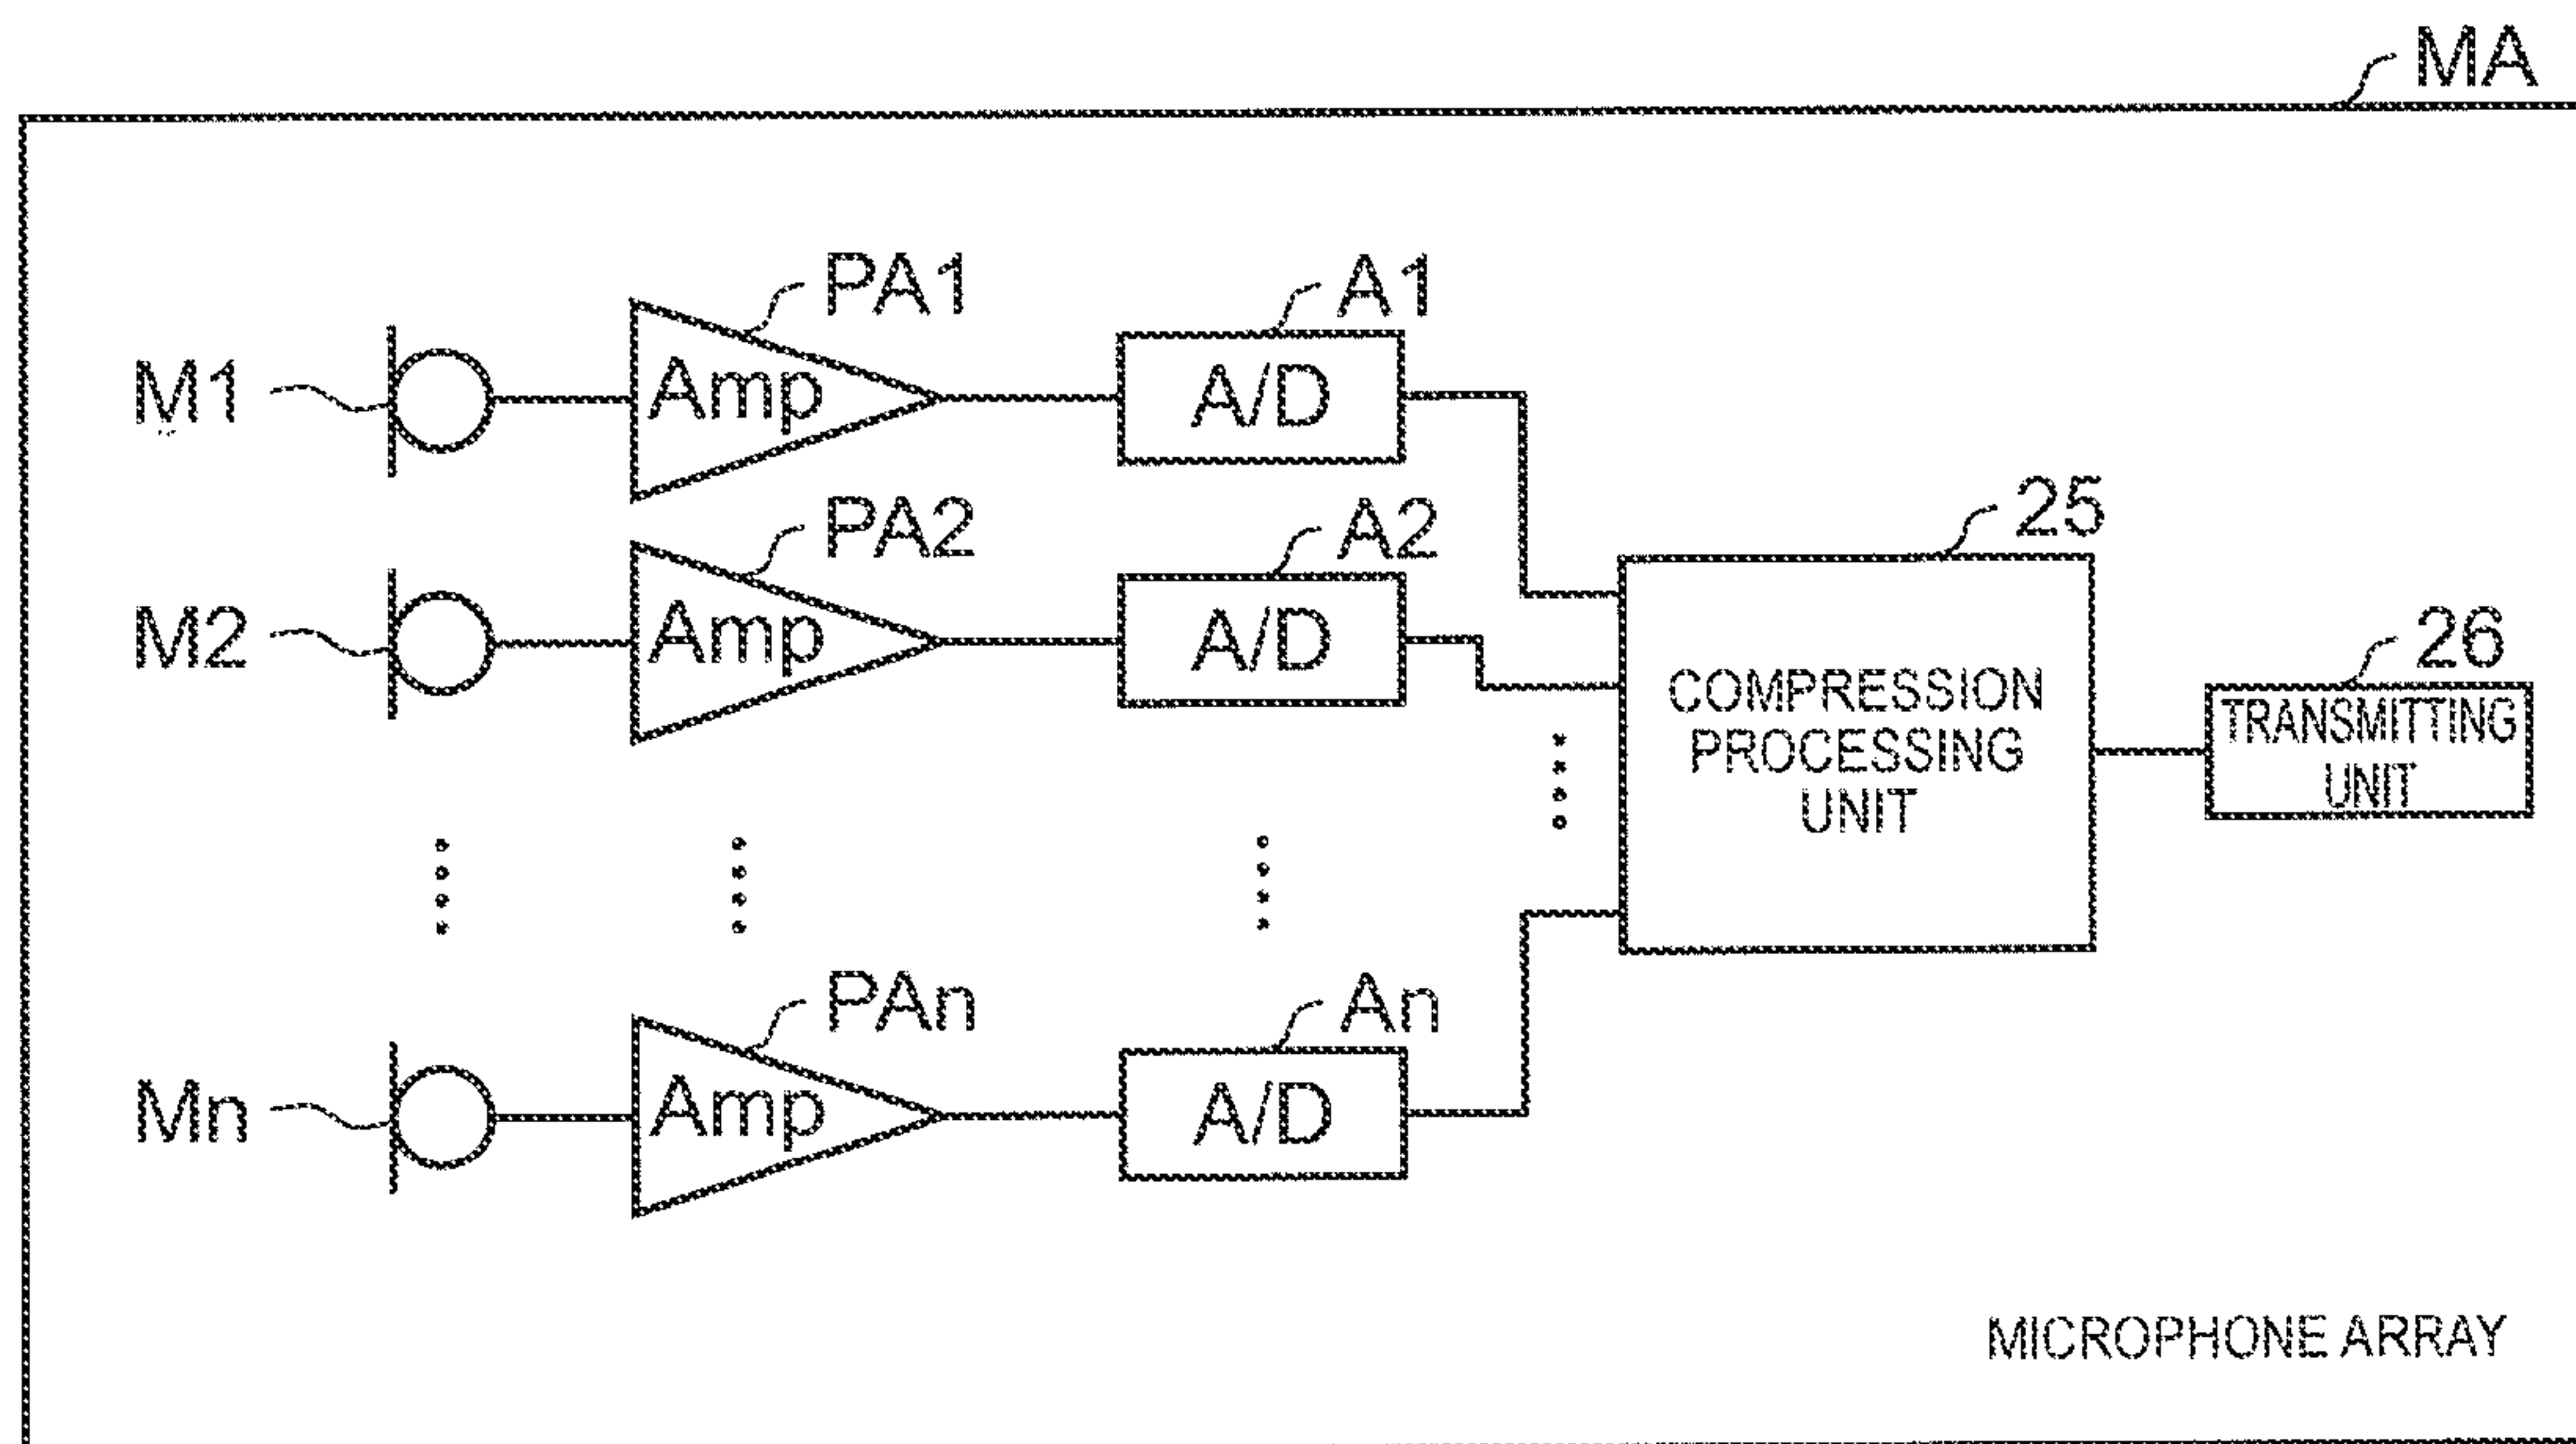 MA
PA1
A1
M1
Amp
A/D
PA2
A2
25
M2
Amp
A/D
26
COMPRESSION
PROCESSING
UNIT
TRANSMITTING
UNIT
PAn
An
Mn
Amp
A/D
MICROPHONE ARRAY